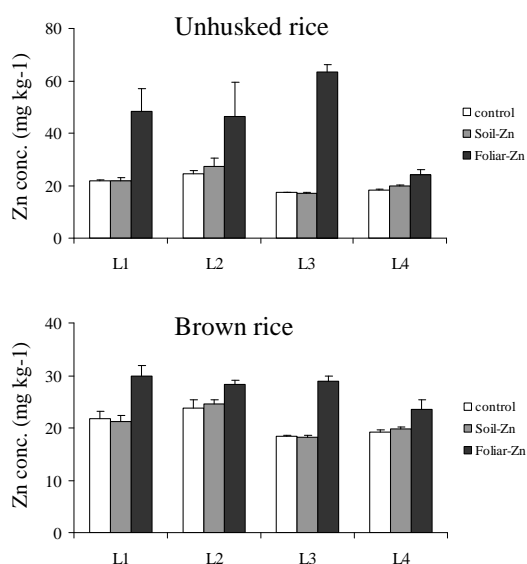 Unhusked rice
Zn conc. (mg kg-1)
80
60
40
20
0
L1 L2 L3 L4
control
Soil-Zn
Foliar-Zn
Brown rice
Zn conc. (mg kg-1)
40
30
20
10
0
L1 L2 L3 L4
control
Soil-Zn
Foliar-Zn